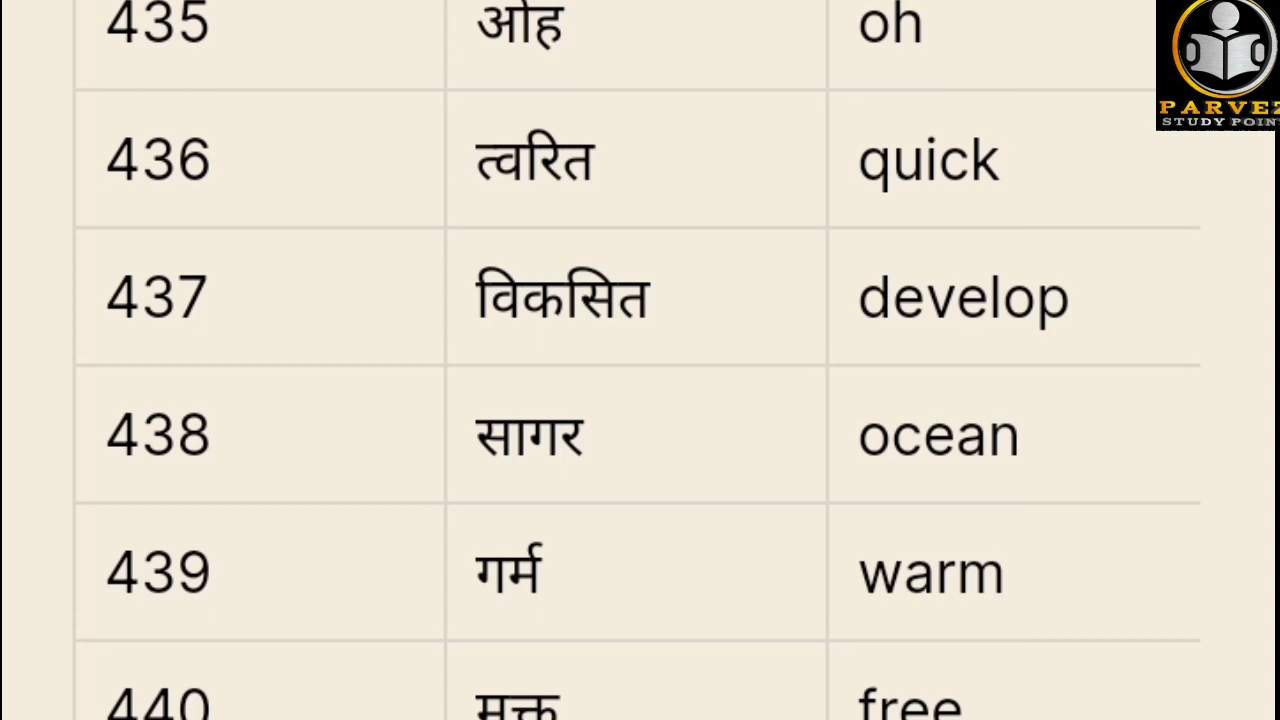 435 ओह oh
436 त्वरित quick
437 विकसित develop
438 सागर ocean
439 गर्म warm
440 मुक्त free
PARVEZ
STUDY POINT